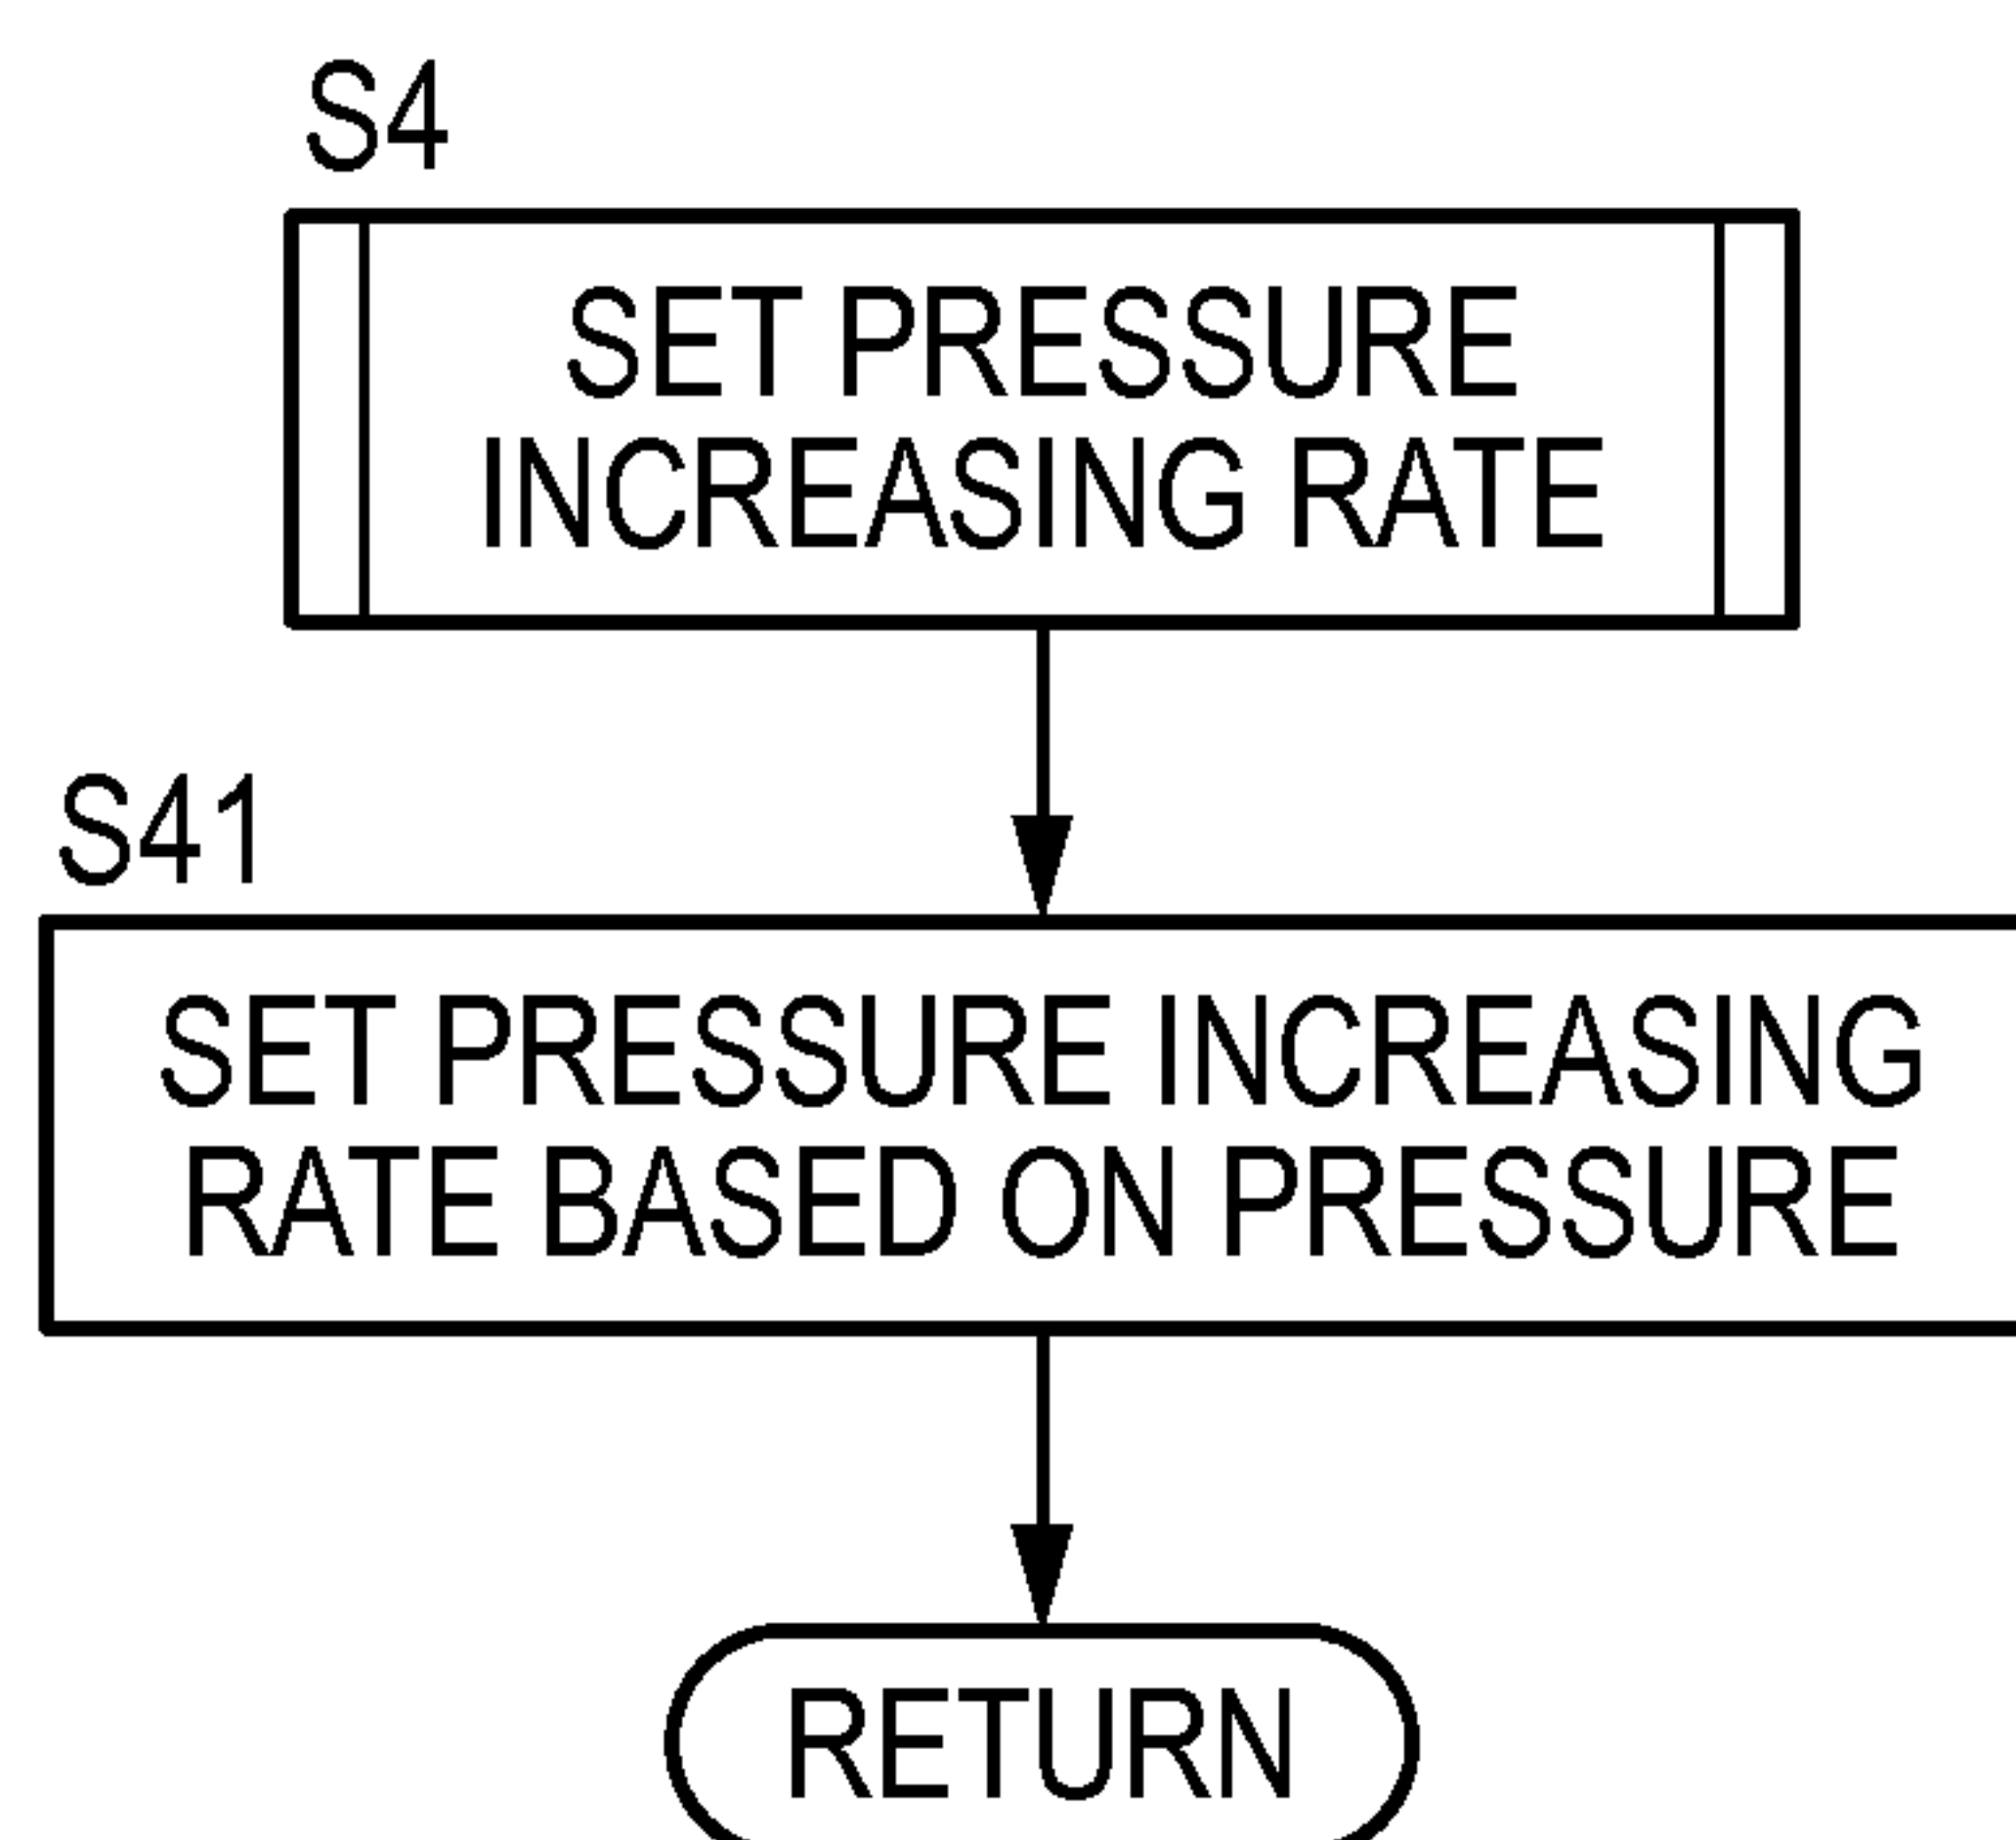 S4
SET PRESSURE
INCREASING RATE
S41
SET PRESSURE INCREASING
RATE BASED ON PRESSURE
RETURN